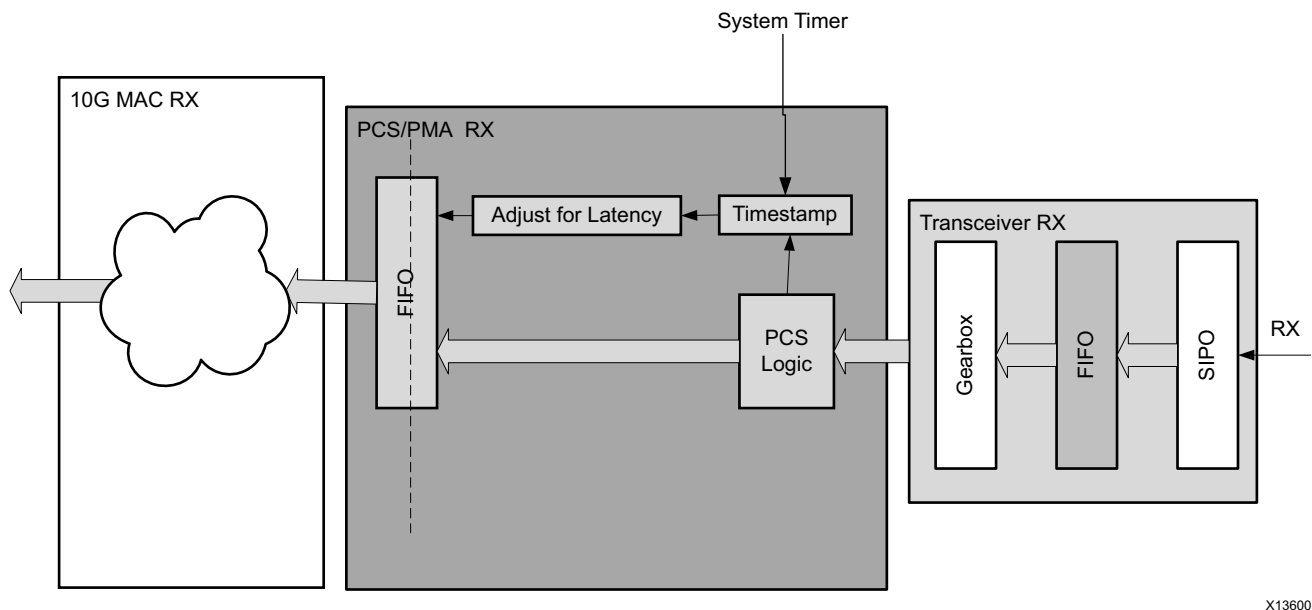 System Timer
10G MAC RX
PCS/PMA RX
Adjust for Latency
Timestamp
FIFO
PCS
Logic
Transceiver RX
Gearbox
FIFO
SIPO
RX
X13600